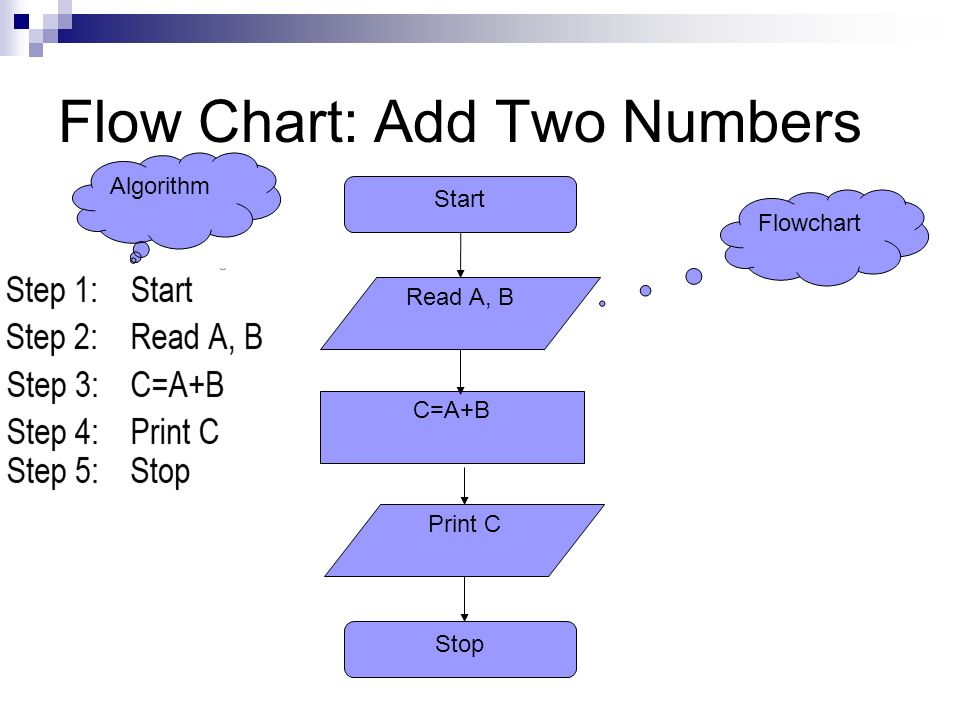 Flow Chart: Add Two Numbers
Algorithm
Step 1: Start
Step 2: Read A, B
Step 3: C=A+B
Step 4: Print C
Step 5: Stop
Start
Read A, B
C=A+B
Print C
Stop
Flowchart